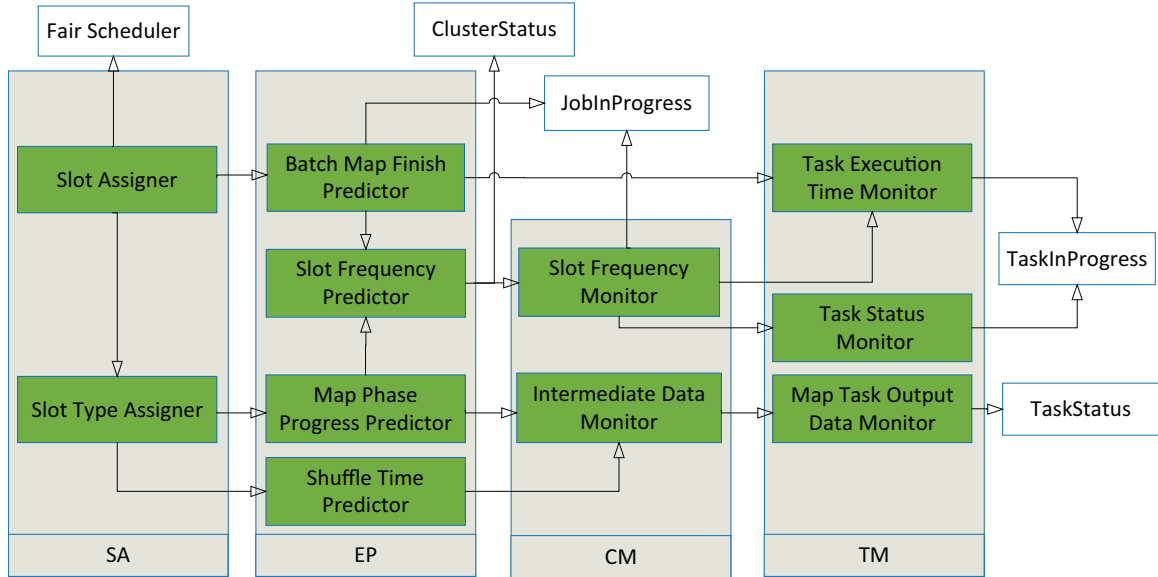 Fair Scheduler
ClusterStatus
JobInProgress
Slot Assigner
Batch Map Finish
Predictor
Task Execution
Time Monitor
Slot Frequency
Predictor
Slot Frequency
Monitor
TaskInProgress
Task Status
Monitor
Slot Type Assigner
Map Phase
Progress Predictor
Intermediate Data
Monitor
Map Task Output
Data Monitor
TaskStatus
Shuffle Time
Predictor
SA
EP
CM
TM